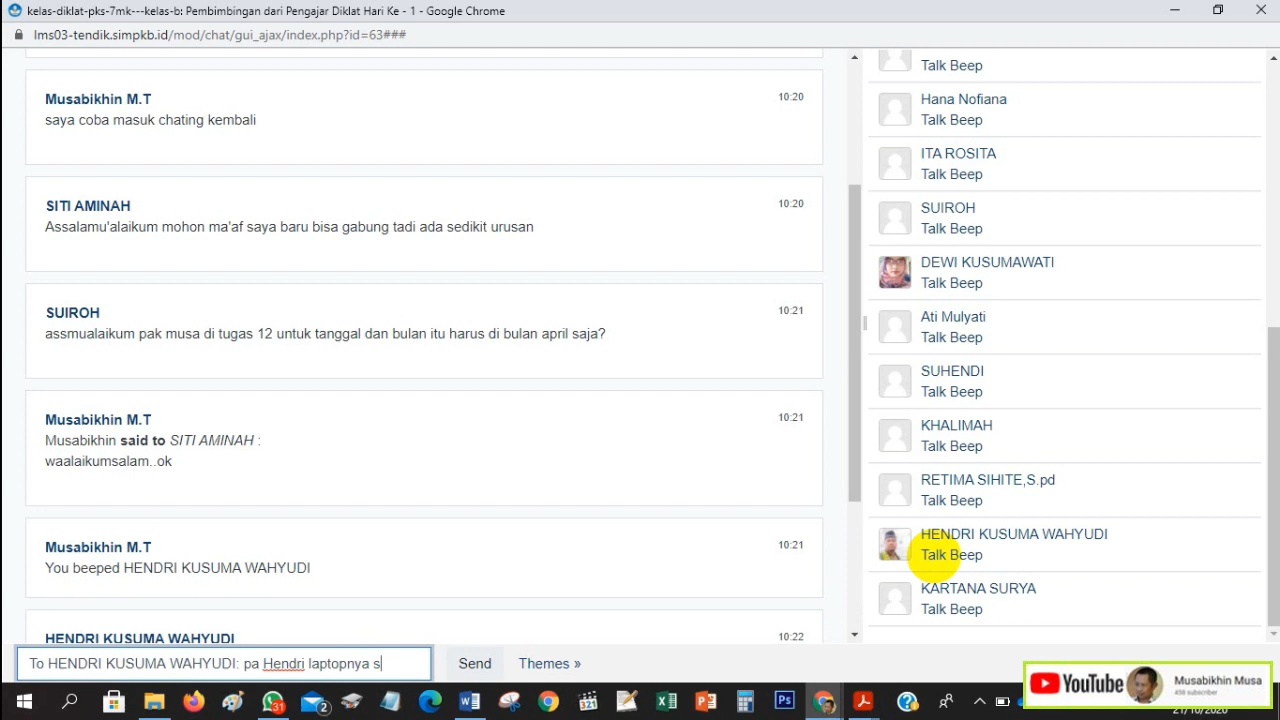 kelas-diklat-pks-7mk---kelas-b: Pembimbingan dari Pengajar Diklat Hari Ke - 1 - Google Chrome
lms03-tendik.simpkb.id/mod/chat/gui_ajax/index.php?id=63###
Musabikhin M.T 10:20
saya coba masuk chating kembali
SITI AMINAH 10:20
Assalamu'alaikum mohon ma'af saya baru bisa gabung tadi ada sedikit urusan
SUIROH 10:21
assmualaikum pak musa di tugas 12 untuk tanggal dan bulan itu harus di bulan april saja?
Musabikhin M.T 10:21
Musabikhin said to SITI AMINAH :
waalaikumsalam..ok
Musabikhin M.T 10:21
You beeped HENDRI KUSUMA WAHYUDI
HENDRI KUSUMA WAHYUDI 10:22
To HENDRI KUSUMA WAHYUDI: pa Hendri laptopnya s
Send
Themes »
Talk Beep
Hana Nofiana
Talk Beep
ITA ROSITA
Talk Beep
SUIROH
Talk Beep
DEWI KUSUMAWATI
Talk Beep
Ati Mulyati
Talk Beep
SUHENDI
Talk Beep
KHALIMAH
Talk Beep
RETIMA SIHITE,S.pd
Talk Beep
HENDRI KUSUMA WAHYUDI
Talk Beep
KARTANA SURYA
Talk Beep
YouTube
Musabikhin Musa
subscriber
31
2
Ps
21/10/2020